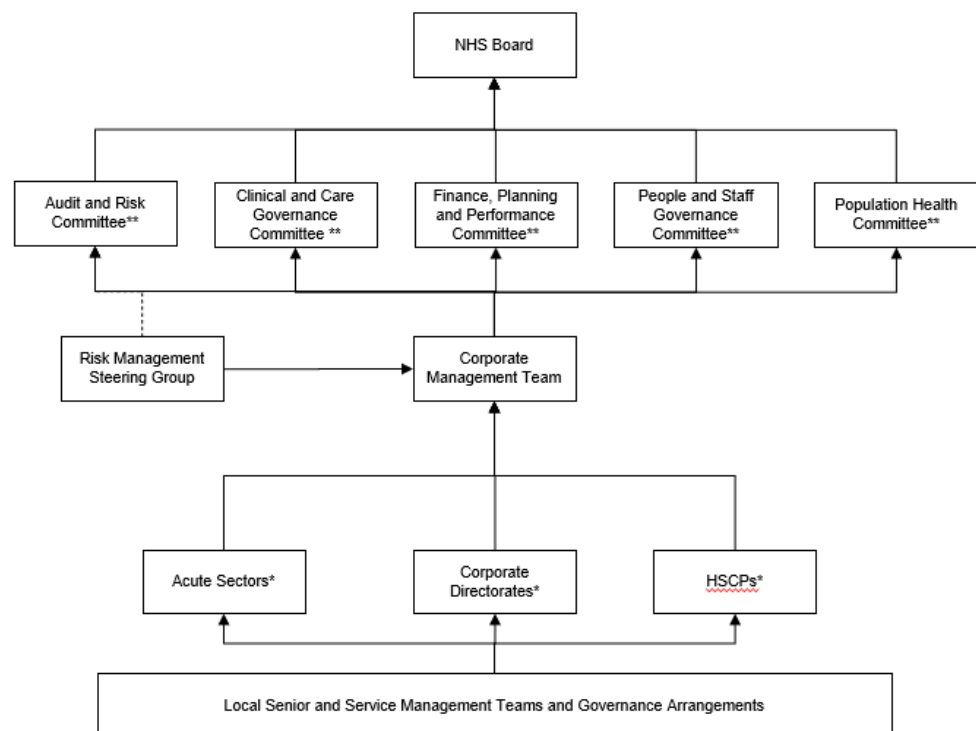 NHS Board
Audit and Risk
Committee**
Clinical and Care
Governance
Committee **
Finance, Planning
and Performance
Committee**
People and Staff
Governance
Committee**
Population Health
Committee**
Risk Management
Steering Group
Corporate
Management Team
Acute Sectors*
Corporate
Directorates*
HSCPs*
Local Senior and Service Management Teams and Governance Arrangements